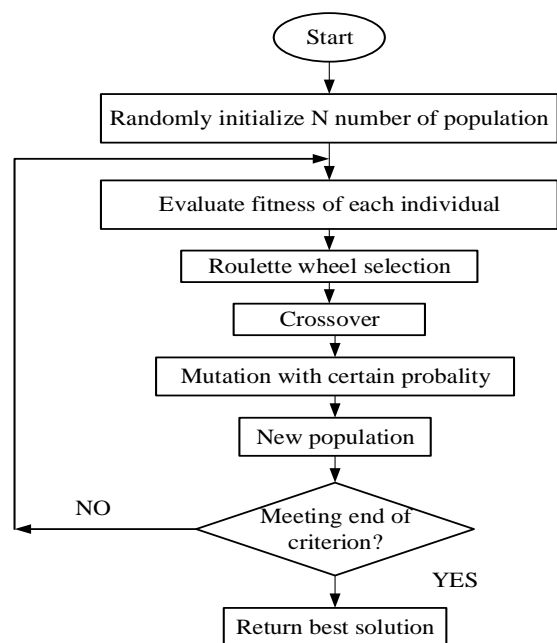 Start
Randomly initialize N number of population
Evaluate fitness of each individual
Roulette wheel selection
Crossover
Mutation with certain probality
New population
NO
Meeting end of
criterion?
YES
Return best solution